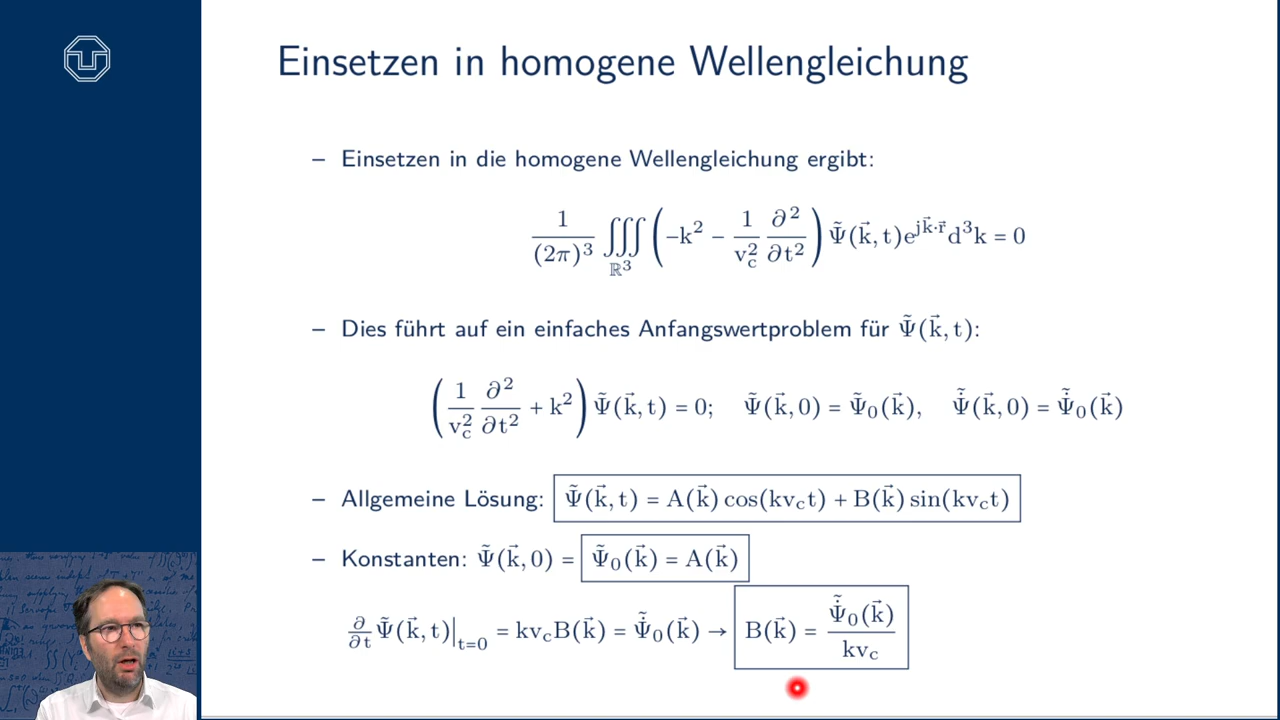 Einsetzen in homogene Wellengleichung
– Einsetzen in die homogene Wellengleichung ergibt:
1/(2π)³ ∭_ℝ³ (−k² − 1/v_c² ∂²/∂t²) Ψ̃(k⃗, t)e^{jk⃗·r⃗}d³k = 0
– Dies führt auf ein einfaches Anfangswertproblem für Ψ̃(k⃗, t):
(1/v_c² ∂²/∂t² + k²) Ψ̃(k⃗, t) = 0; Ψ̃(k⃗, 0) = Ψ̃₀(k⃗), Ψ̇̃(k⃗, 0) = Ψ̇̃₀(k⃗)
– Allgemeine Lösung: Ψ̃(k⃗, t) = A(k⃗) cos(kv_ct) + B(k⃗) sin(kv_ct)
– Konstanten: Ψ̃(k⃗, 0) = Ψ̃₀(k⃗) = A(k⃗)
∂/∂t Ψ̃(k⃗, t)|_{t=0} = kv_cB(k⃗) = Ψ̇̃₀(k⃗) → B(k⃗) = Ψ̇̃₀(k⃗)/kv_c